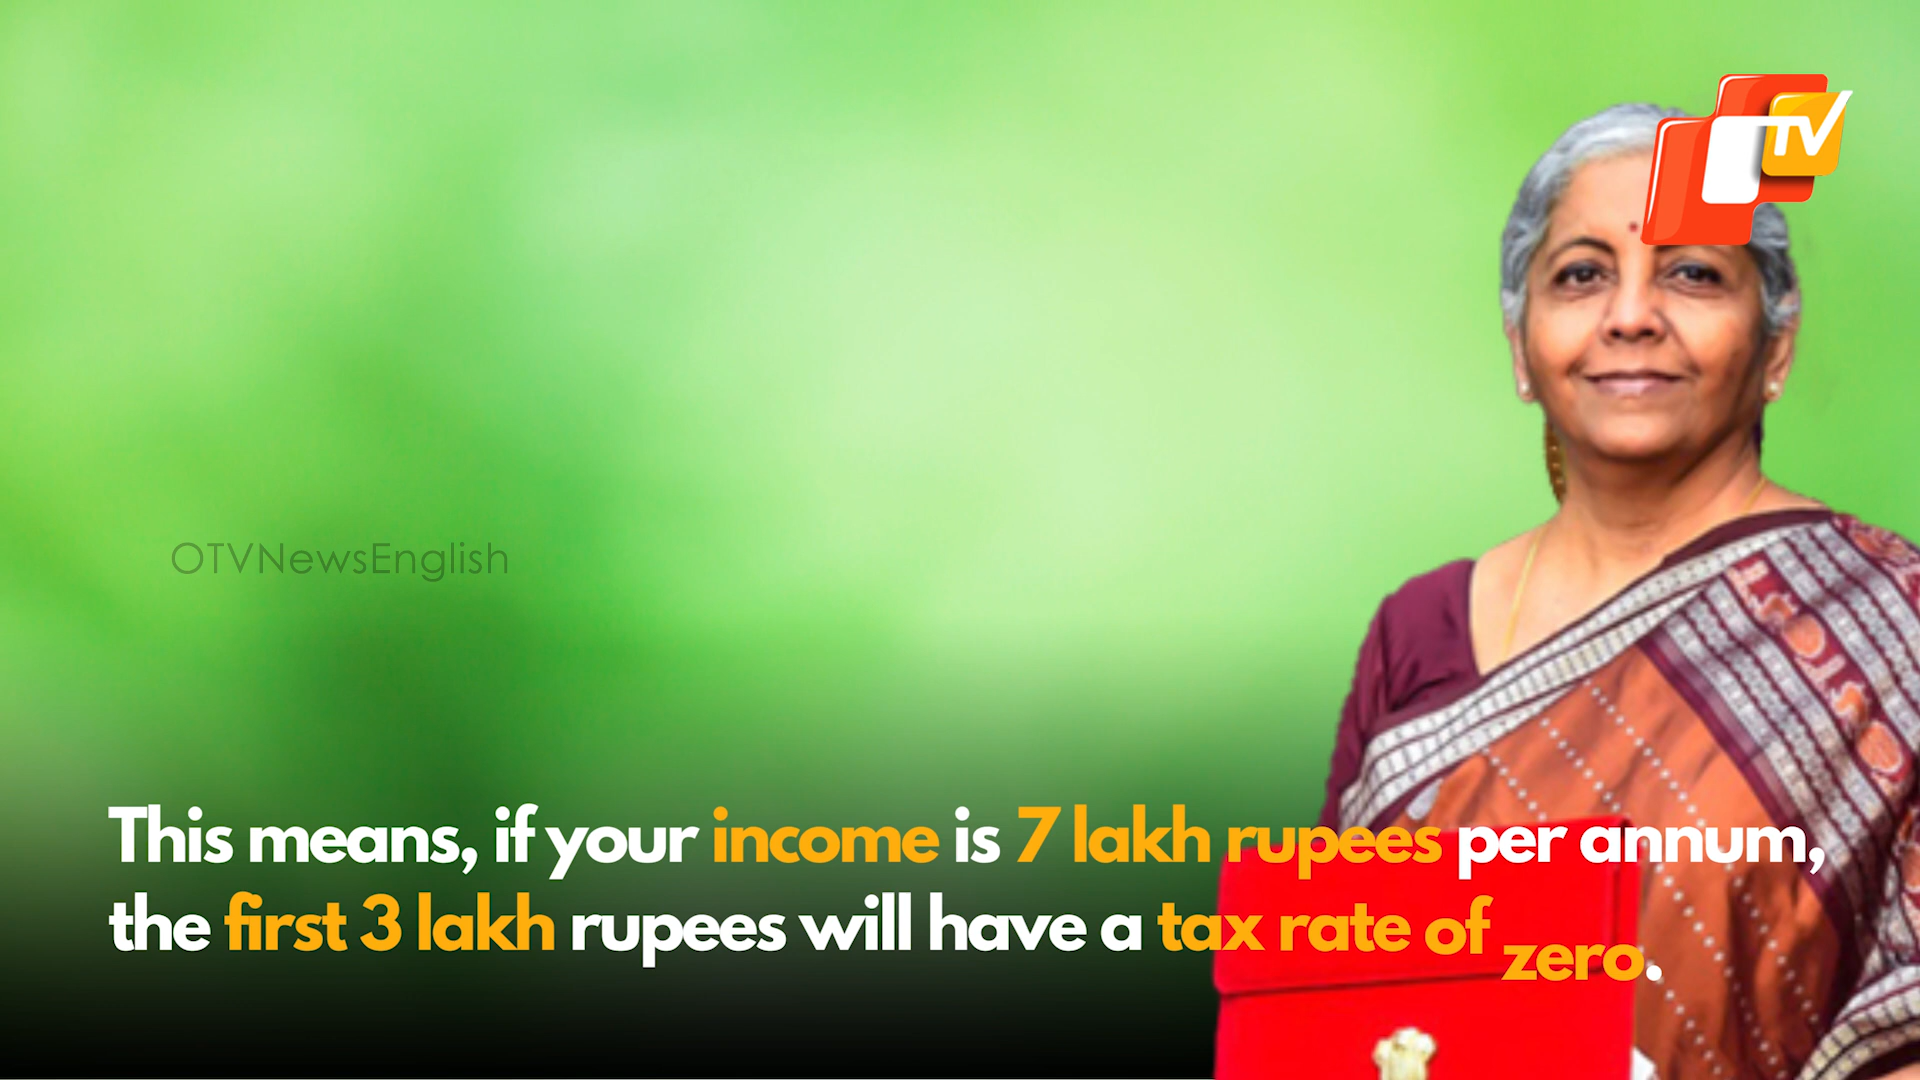 TV
OTVNewsEnglish
This means, if your income is 7 lakh rupees per annum,
the first 3 lakh rupees will have a tax rate of zero.